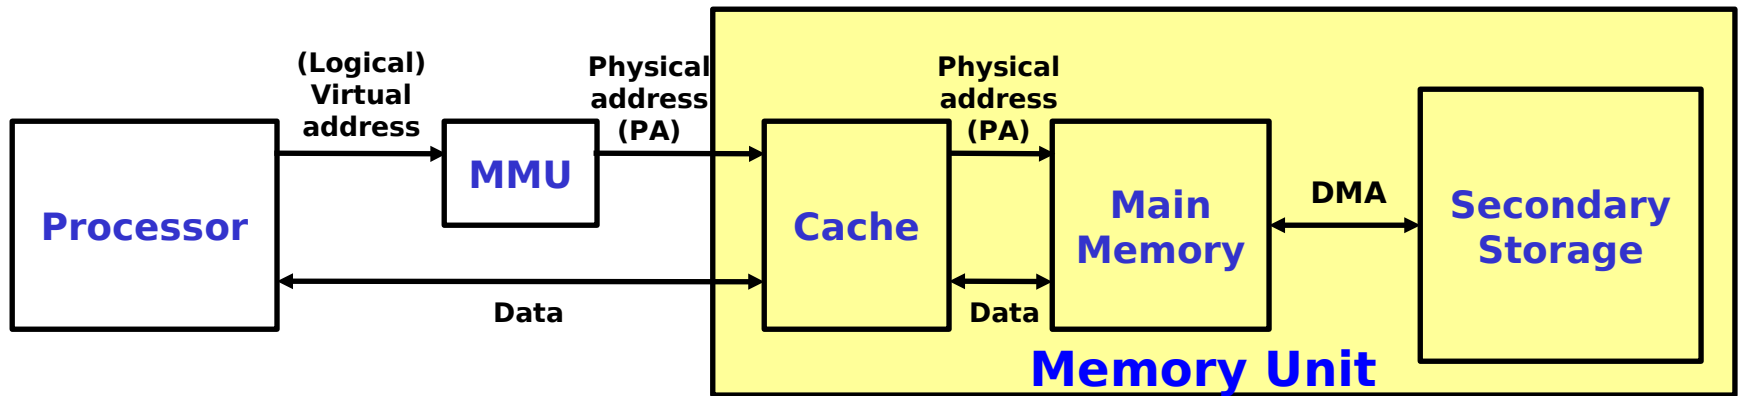 Processor
(Logical)
Virtual
address
MMU
Physical
address
(PA)
Data
Cache
Physical
address
(PA)
Data
Main
Memory
DMA
Secondary
Storage
Memory Unit